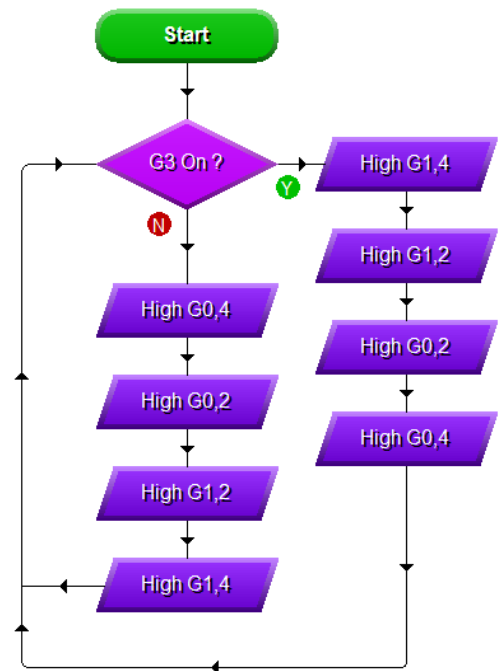 Start
G3 On ?
Y
N
High G0,4
High G0,2
High G1,2
High G1,4
High G1,4
High G1,2
High G0,2
High G0,4